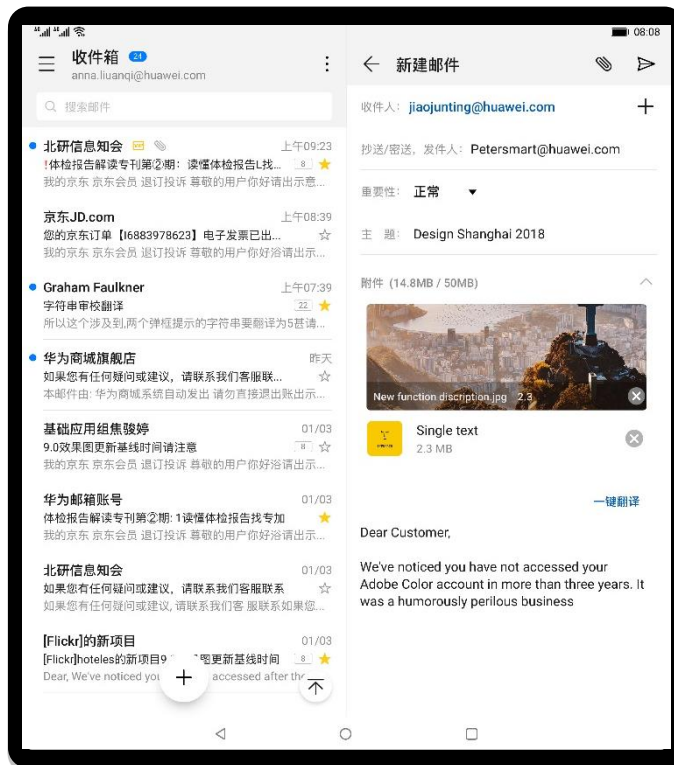 08:08
收件箱 24
anna.liuanqi@huawei.com
搜索邮件
北研信息知会 上午09:23
!体检报告解读专刊第②期：读懂体检报告L找... 8
我的京东 京东会员 退订投诉 尊敬的用户你好请出示意...
京东JD.com 上午08:39
您的京东订单【I6883978623】电子发票已出...
我的京东 京东会员 退订投诉 尊敬的用户你好浴请出示...
Graham Faulkner 上午07:39
字符串审校翻译 22
所以这个涉及到,两个弹框提示的字符串要翻译为5甚请...
华为商城旗舰店 昨天
如果您有任何疑问或建议，请联系我们客服联...
本邮件由: 华为商城系统自动发出 请勿直接退出账出示...
基础应用组焦骏婷 01/03
9.0效果图更新基线时间请注意 8
我的京东 京东会员 退订投诉 尊敬的用户你好浴请出示...
华为邮箱账号 01/03
体检报告解读专刊第②期: 1读懂体检报告找专加
我的京东 京东会员 退订投诉 尊敬的用户你好浴请出示...
北研信息知会 01/03
如果您有任何疑问或建议，请联系我们客服联系
如果您有任何疑问或建议, 请联系我们客 服联系如果您...
[Flickr]的新项目 01/03
[Flickr]hoteles的新项目9 图更新基线时间 8
Dear, We've noticed you accessed after the
新建邮件
收件人: jiaojunting@huawei.com
抄送/密送，发件人: Petersmart@huawei.com
重要性: 正常
主 题: Design Shanghai 2018
附件 (14.8MB / 50MB)
New function discription.jpg 2.3
Single text
2.3 MB
一键翻译
Dear Customer,
We've noticed you have not accessed your
Adobe Color account in more than three years. It
was a humorously perilous business